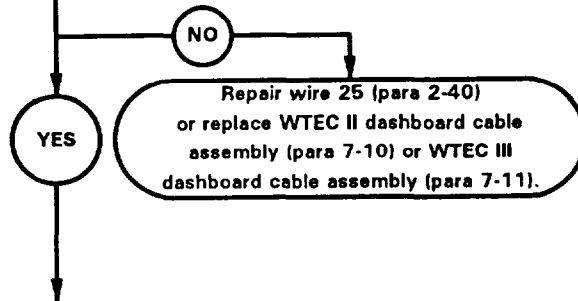 NO
YES
Repair wire 25 (para 2-40)
or replace WTEC II dashboard cable
assembly (para 7-10) or WTEC III
dashboard cable assembly (para 7-11).